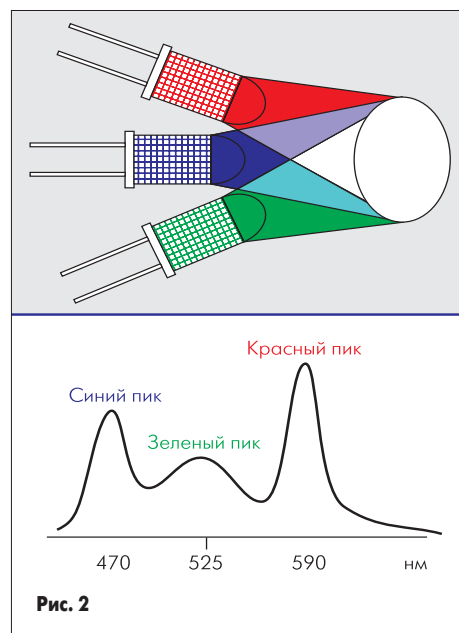 Красный пик
Синий пик
Зеленый пик
470 525 590 нм
Рис. 2